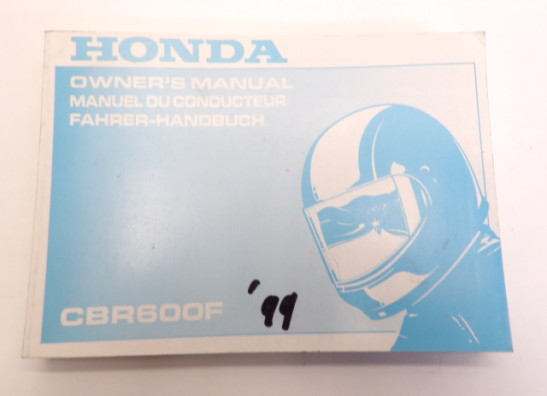 HONDA
OWNER'S MANUAL
MANUEL DU CONDUCTEUR
FAHRER-HANDBUCH
CBR600F
'99